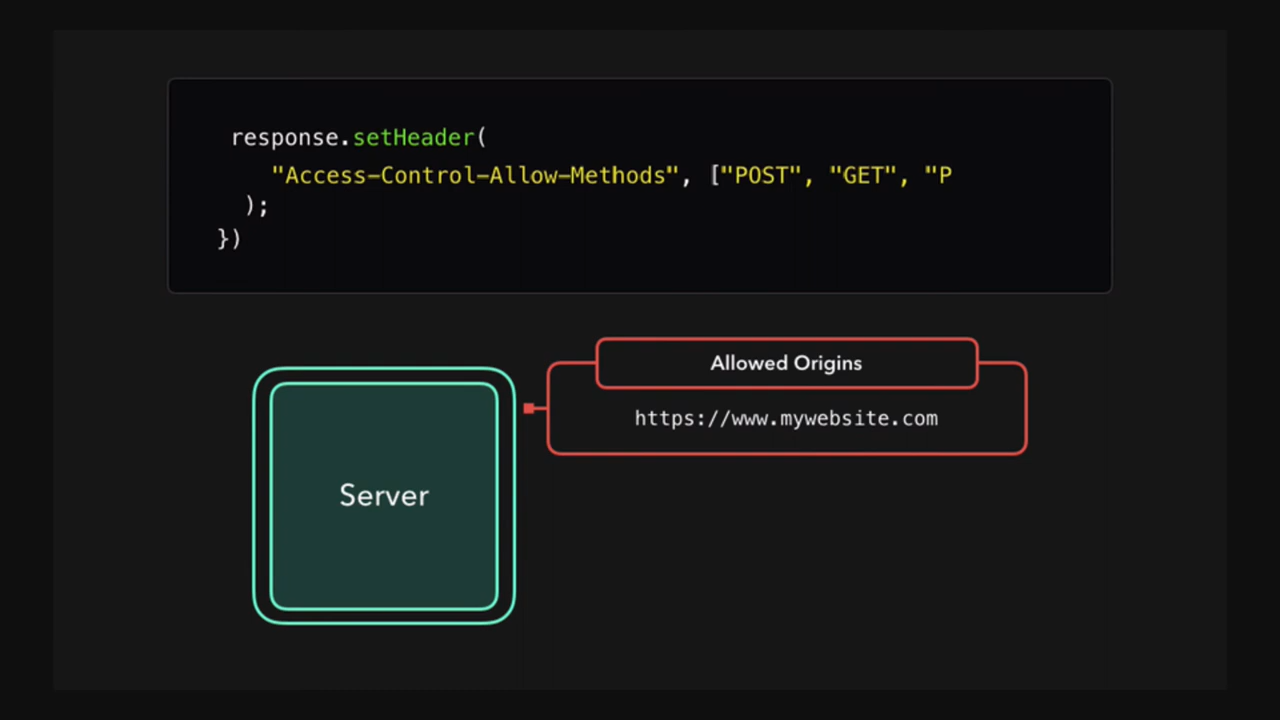 response.setHeader(
"Access-Control-Allow-Methods", ["POST", "GET", "P
);
})
Allowed Origins
https://www.mywebsite.com
Server